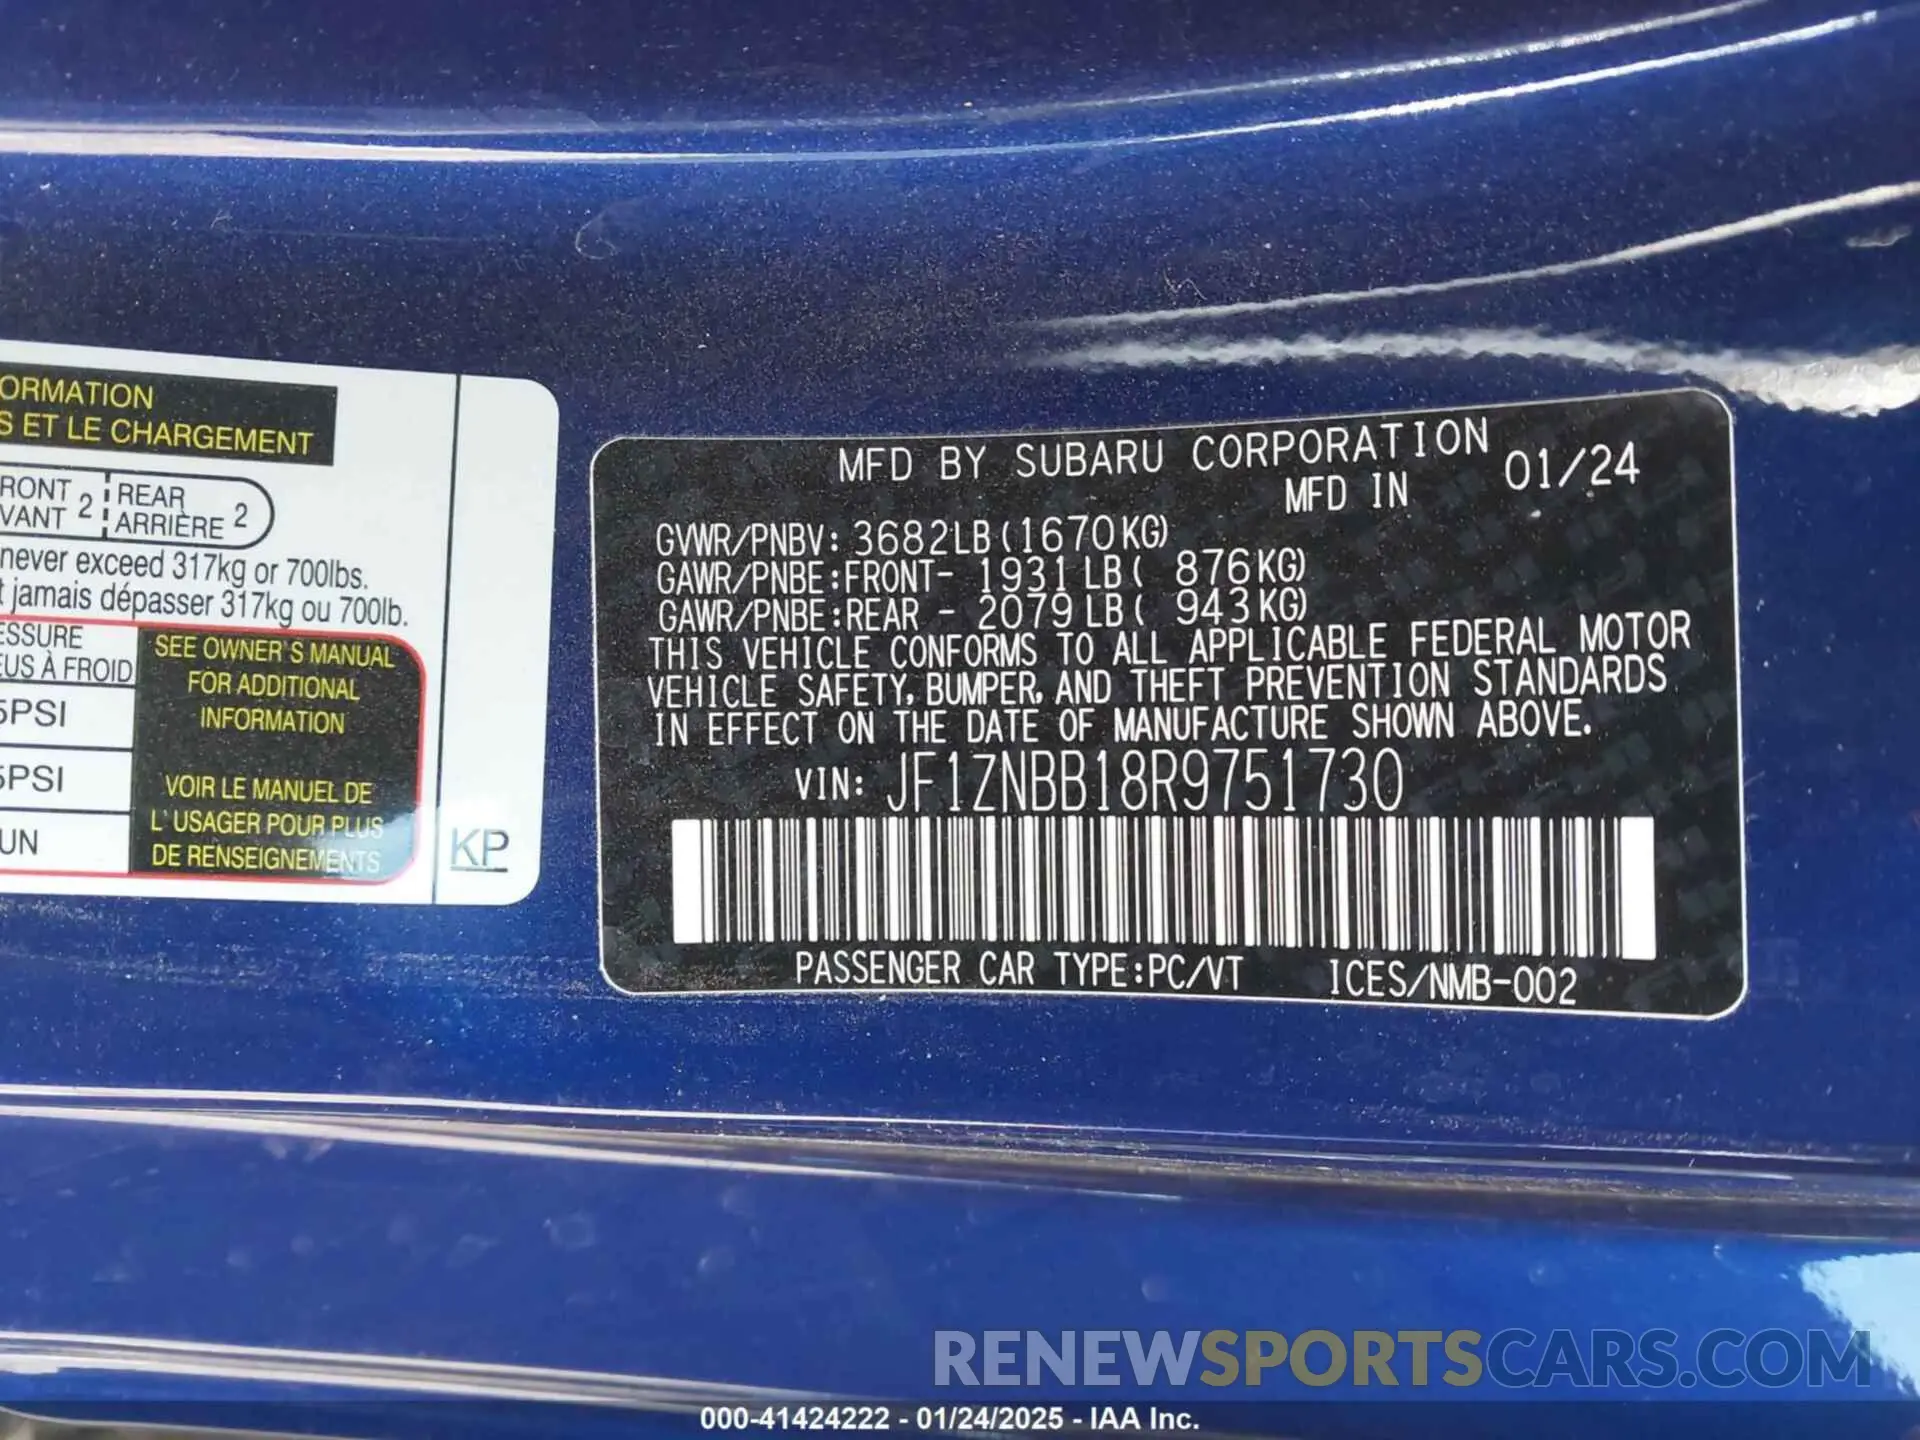 ORMATION
S ET LE CHARGEMENT
RONT 2 REAR 2
VANT ARRIÈRE
never exceed 317kg or 700lbs.
t jamais dépasser 317kg ou 700lb.
ESSURE
EUS À FROID
5PSI
5PSI
UN
SEE OWNER'S MANUAL
FOR ADDITIONAL
INFORMATION
VOIR LE MANUEL DE
L'USAGER POUR PLUS
DE RENSEIGNEMENTS
KP
MFD BY SUBARU CORPORATION
MFD IN 01/24
GVWR/PNBV: 3682LB(1670KG)
GAWR/PNBE:FRONT- 1931LB( 876KG)
GAWR/PNBE:REAR - 2079LB( 943KG)
THIS VEHICLE CONFORMS TO ALL APPLICABLE FEDERAL MOTOR
VEHICLE SAFETY, BUMPER, AND THEFT PREVENTION STANDARDS
IN EFFECT ON THE DATE OF MANUFACTURE SHOWN ABOVE.
VIN: JF1ZNBB18R9751730
PASSENGER CAR TYPE:PC/VT ICES/NMB-002
RENEWSPORTSCARS.COM
000-41424222 - 01/24/2025 - IAA Inc.